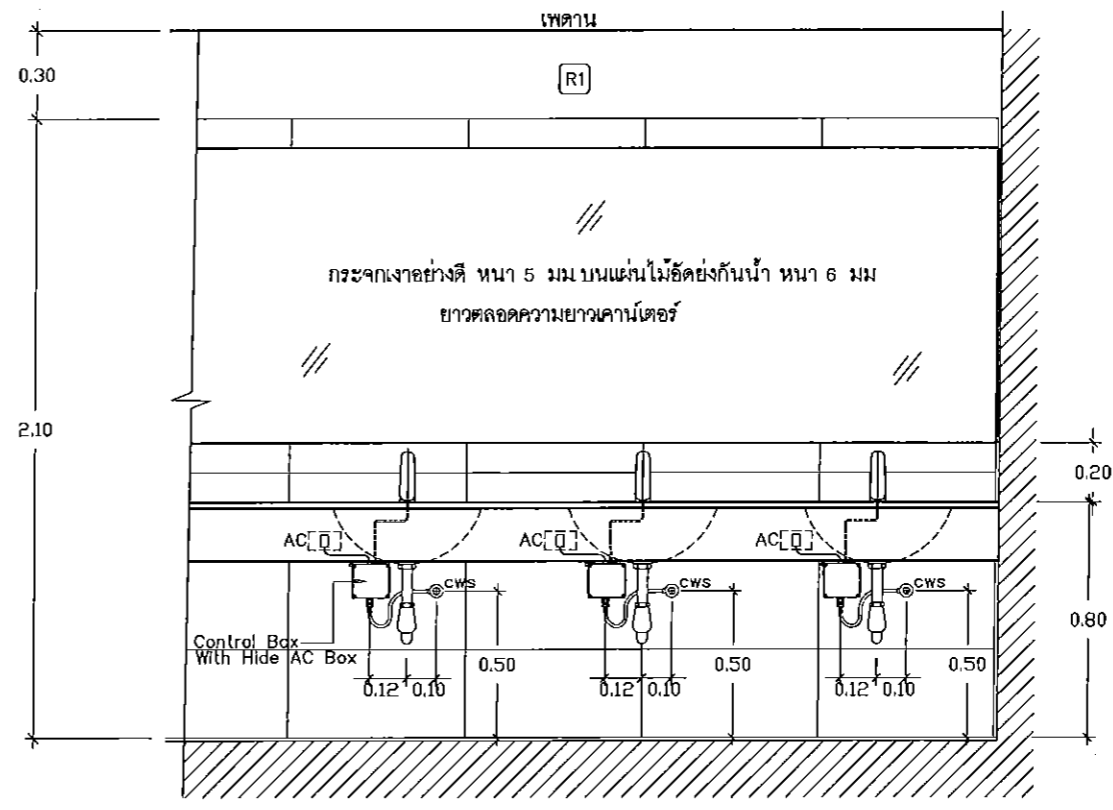 เพดาน
0.30
R1
กระจกเงาอย่างดี หนา 5 มม.บนแผ่นไม้อัดย่งกันน้ำ หนา 6 มม
ยาวตลอดความยาวเคาน์เตอร์
2.10
0.20
AC
AC
AC
CWS
CWS
CWS
0.80
Control Box
With Hide AC Box
0.50
0.50
0.50
0.12 0.10
0.12 0.10
0.12 0.10